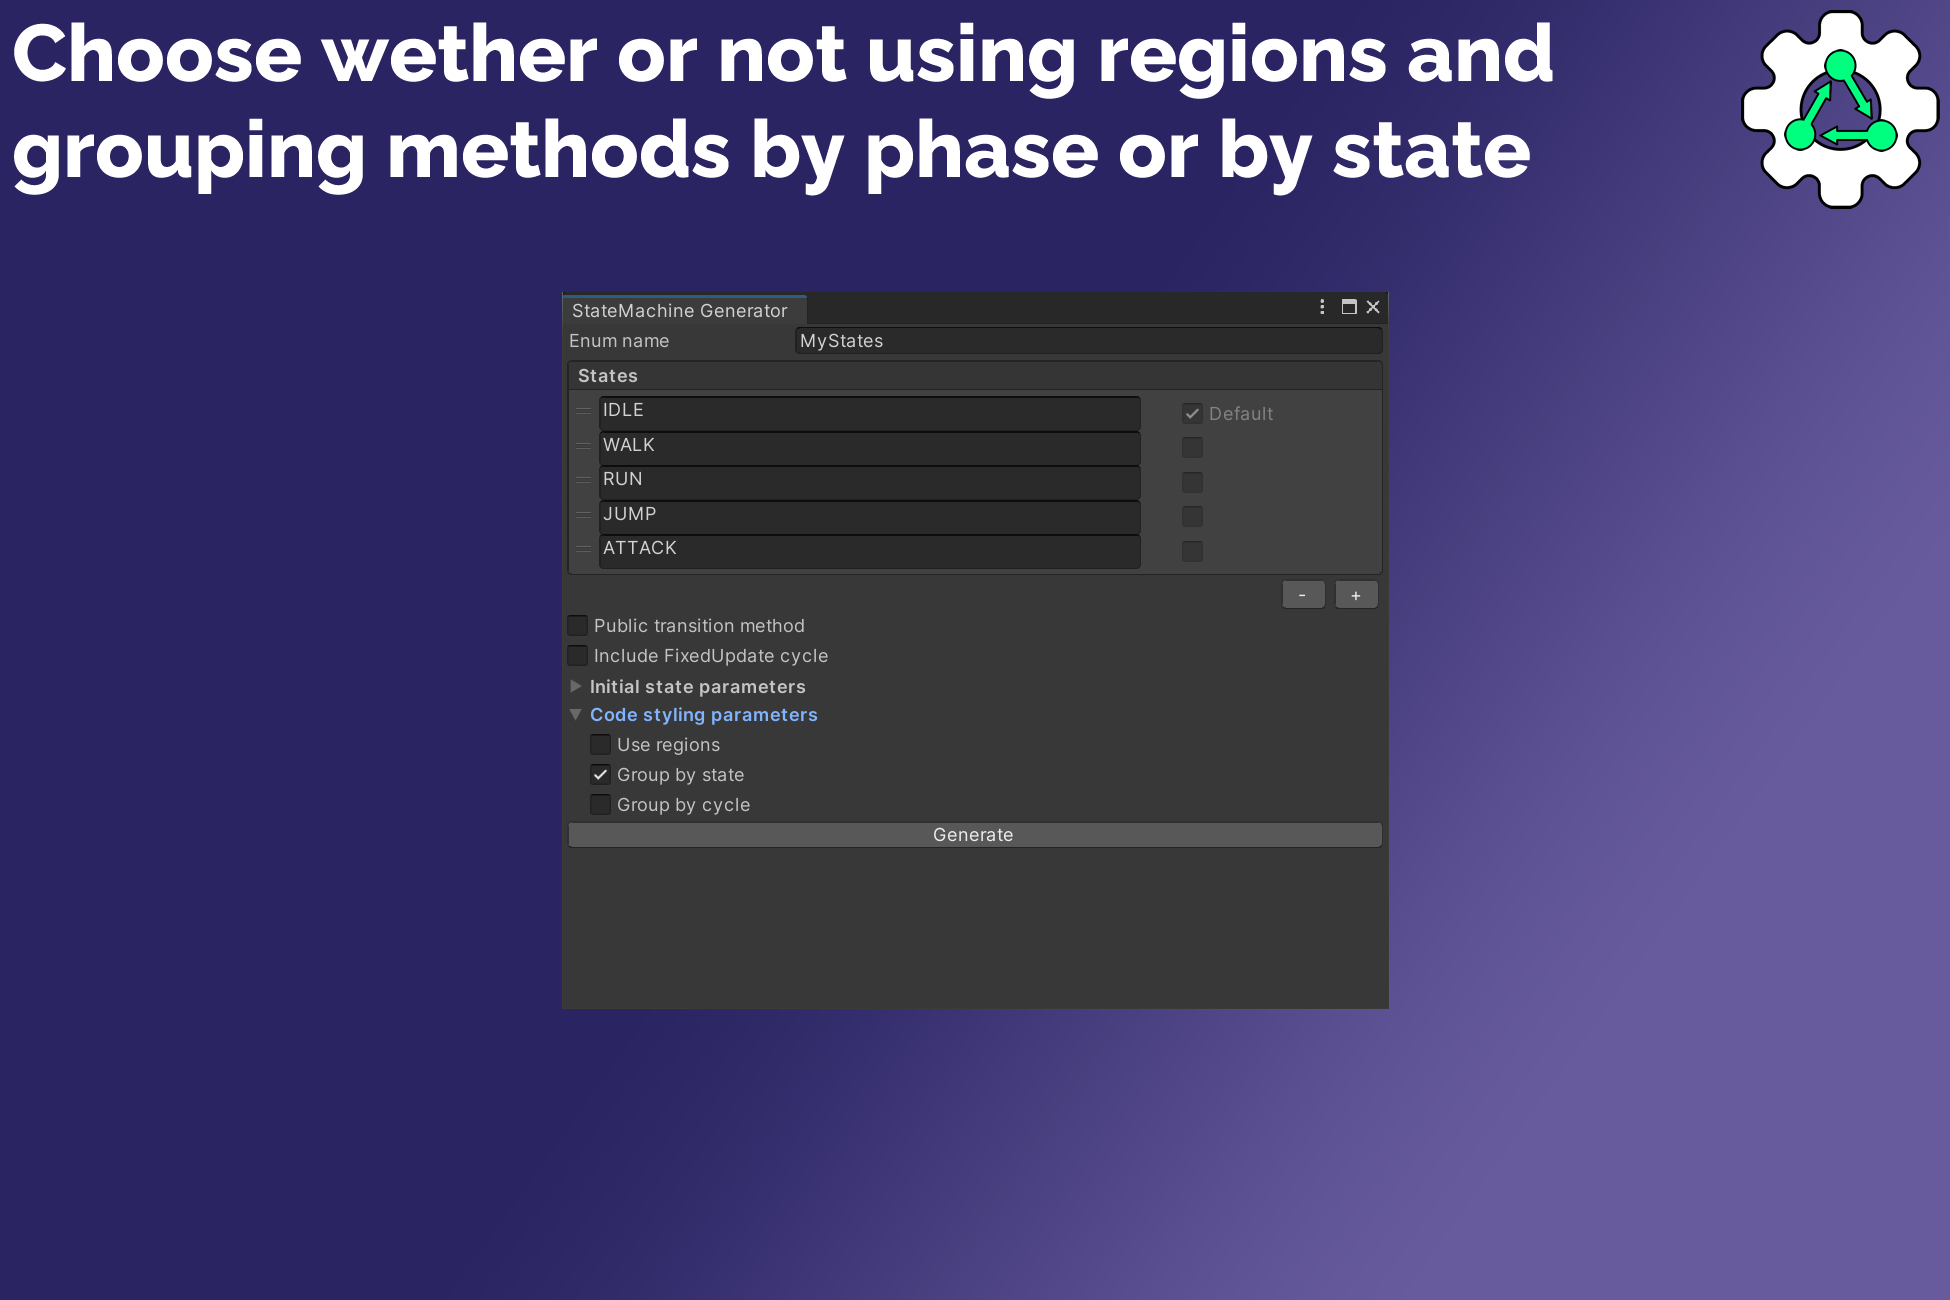 Choose wether or not using regions and
grouping methods by phase or by state
StateMachine Generator
Enum name MyStates
States
IDLE Default
WALK
RUN
JUMP
ATTACK
- +
Public transition method
Include FixedUpdate cycle
Initial state parameters
Code styling parameters
Use regions
Group by state
Group by cycle
Generate